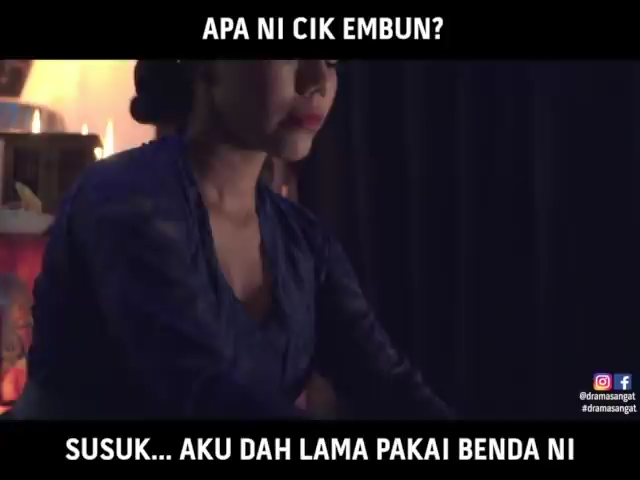 APA NI CIK EMBUN?
@dramasangat
#dramasangat
SUSUK... AKU DAH LAMA PAKAI BENDA NI